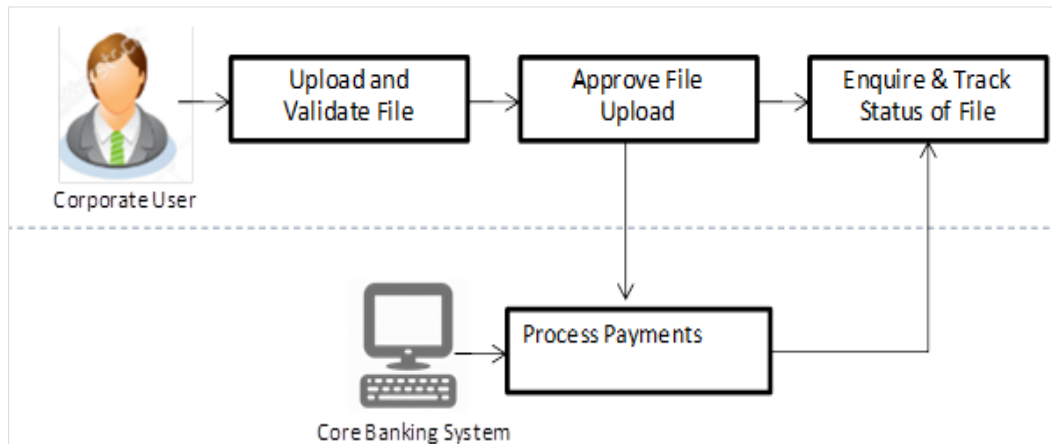 Upload and
Validate File
Approve File
Upload
Enquire & Track
Status of File
Corporate User
Process Payments
Core Banking System